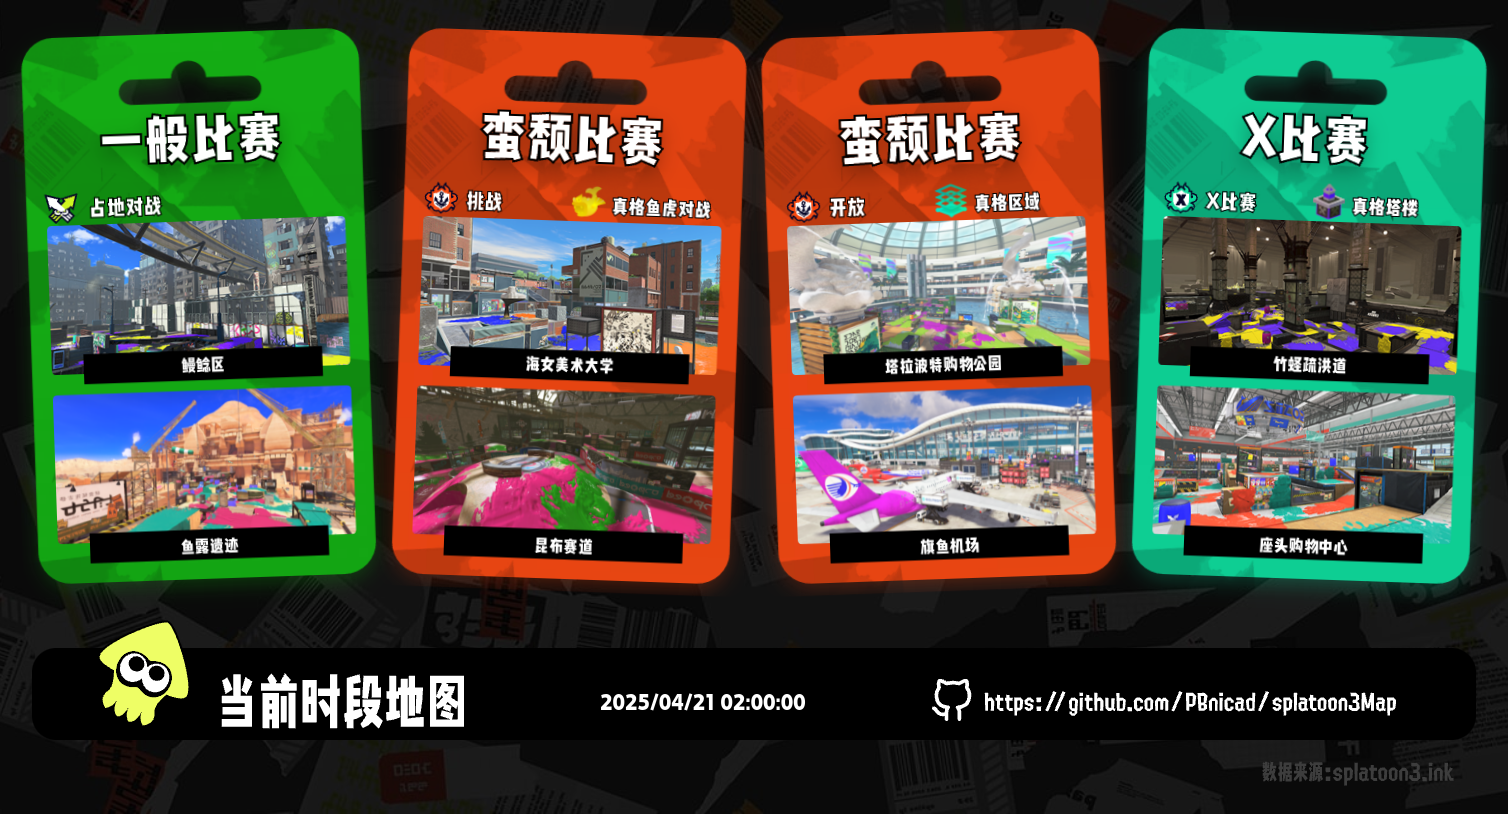 一般比赛
占地对战
鳗鲶区
鱼露遗迹
蛮颓比赛
挑战
真格鱼虎对战
海女美术大学
昆布赛道
蛮颓比赛
开放
真格区域
塔拉波特购物公园
旗鱼机场
X比赛
X比赛
真格塔楼
竹蛏疏洪道
座头购物中心
当前时段地图
2025/04/21 02:00:00
https://github.com/PBnicad/splatoon3Map
数据来源:splatoon3.ink